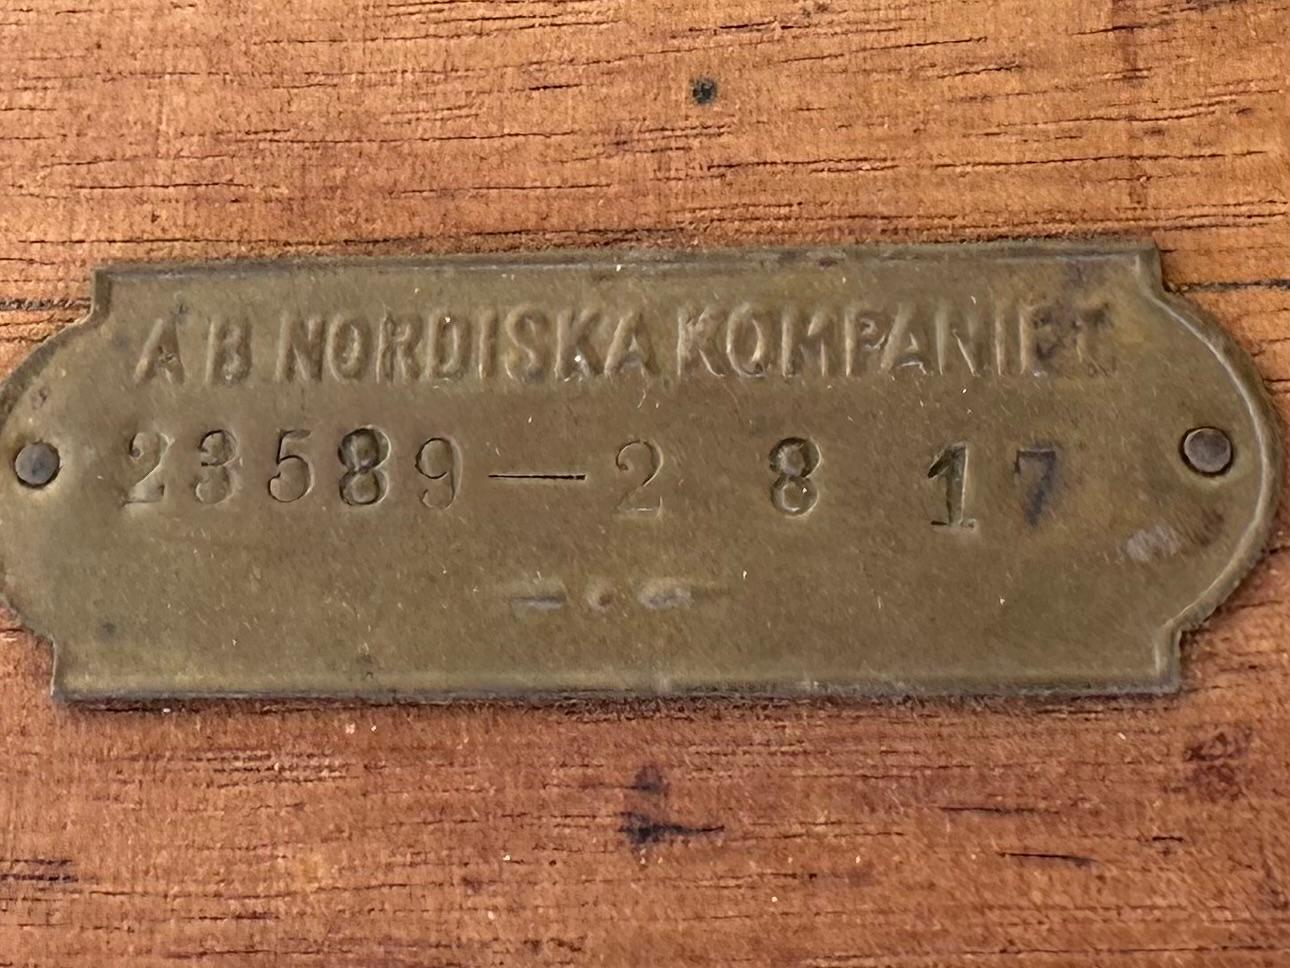 AB NORDISKA KOMPANIET
23589—2 8 17